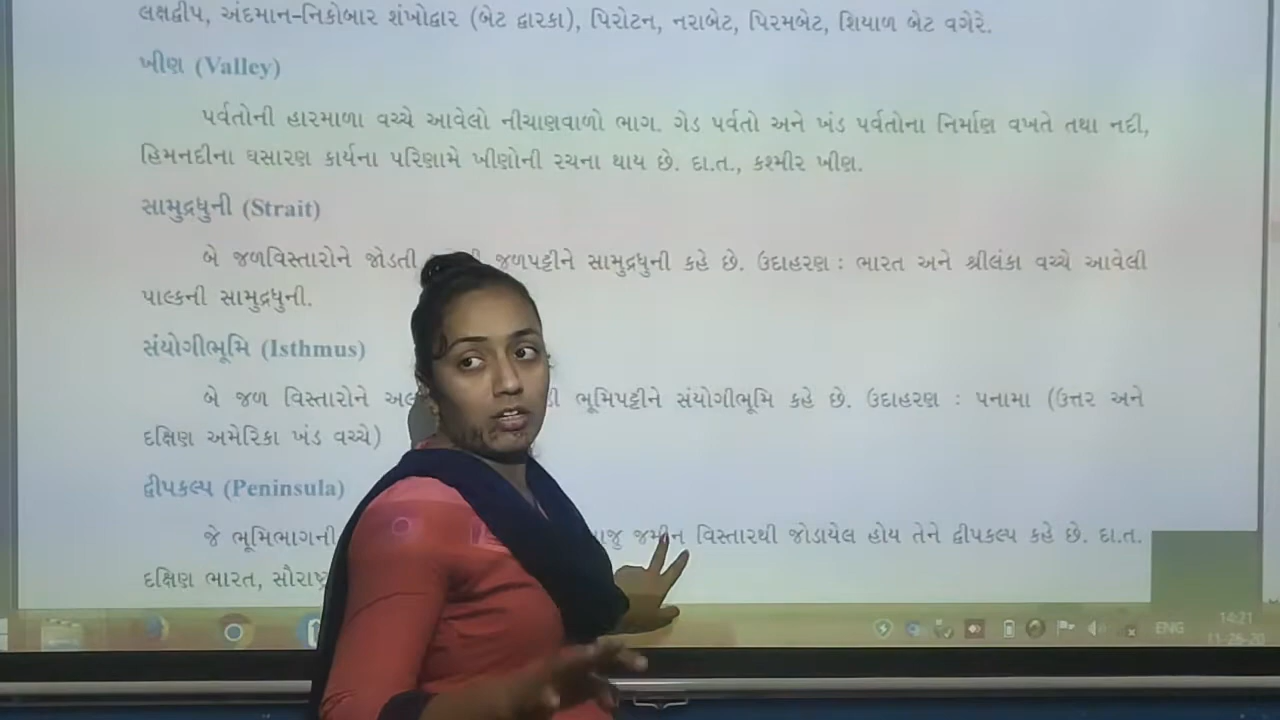 લક્ષદ્વીપ, અંદમાન-નિકોબાર શંખોદ્વાર (બેટ દ્વારકા), પિરોટન, નરાબેટ, પિરમબેટ, શિયાળ બેટ વગેરે.
ખીણ (Valley)
પર્વતોની હારમાળા વચ્ચે આવેલો નીચાણવાળો ભાગ. ગેડ પર્વતો અને ખંડ પર્વતોના નિર્માણ વખતે તથા નદી,
હિમનદીના ઘસારણ કાર્યના પરિણામે ખીણોની રચના થાય છે. દા.ત., કશ્મીર ખીણ.
સામુદ્રધુની (Strait)
બે જળવિસ્તારોને જોડતી જળપટ્ટીને સામુદ્રધુની કહે છે. ઉદાહરણ : ભારત અને શ્રીલંકા વચ્ચે આવેલી
પાલ્કની સામુદ્રધુની.
સંયોગીભૂમિ (Isthmus)
બે જળ વિસ્તારોને ભૂમિપટ્ટીને સંયોગીભૂમિ કહે છે. ઉદાહરણ : પનામા (ઉત્તર અને
દક્ષિણ અમેરિકા ખંડ વચ્ચે)
દ્વીપકલ્પ (Peninsula)
જે ભૂમિભાગની જમીન વિસ્તારથી જોડાયેલ હોય તેને દ્વીપકલ્પ કહે છે. દા.ત.
દક્ષિણ ભારત, સૌરાષ્ટ્ર
ENG
14:21